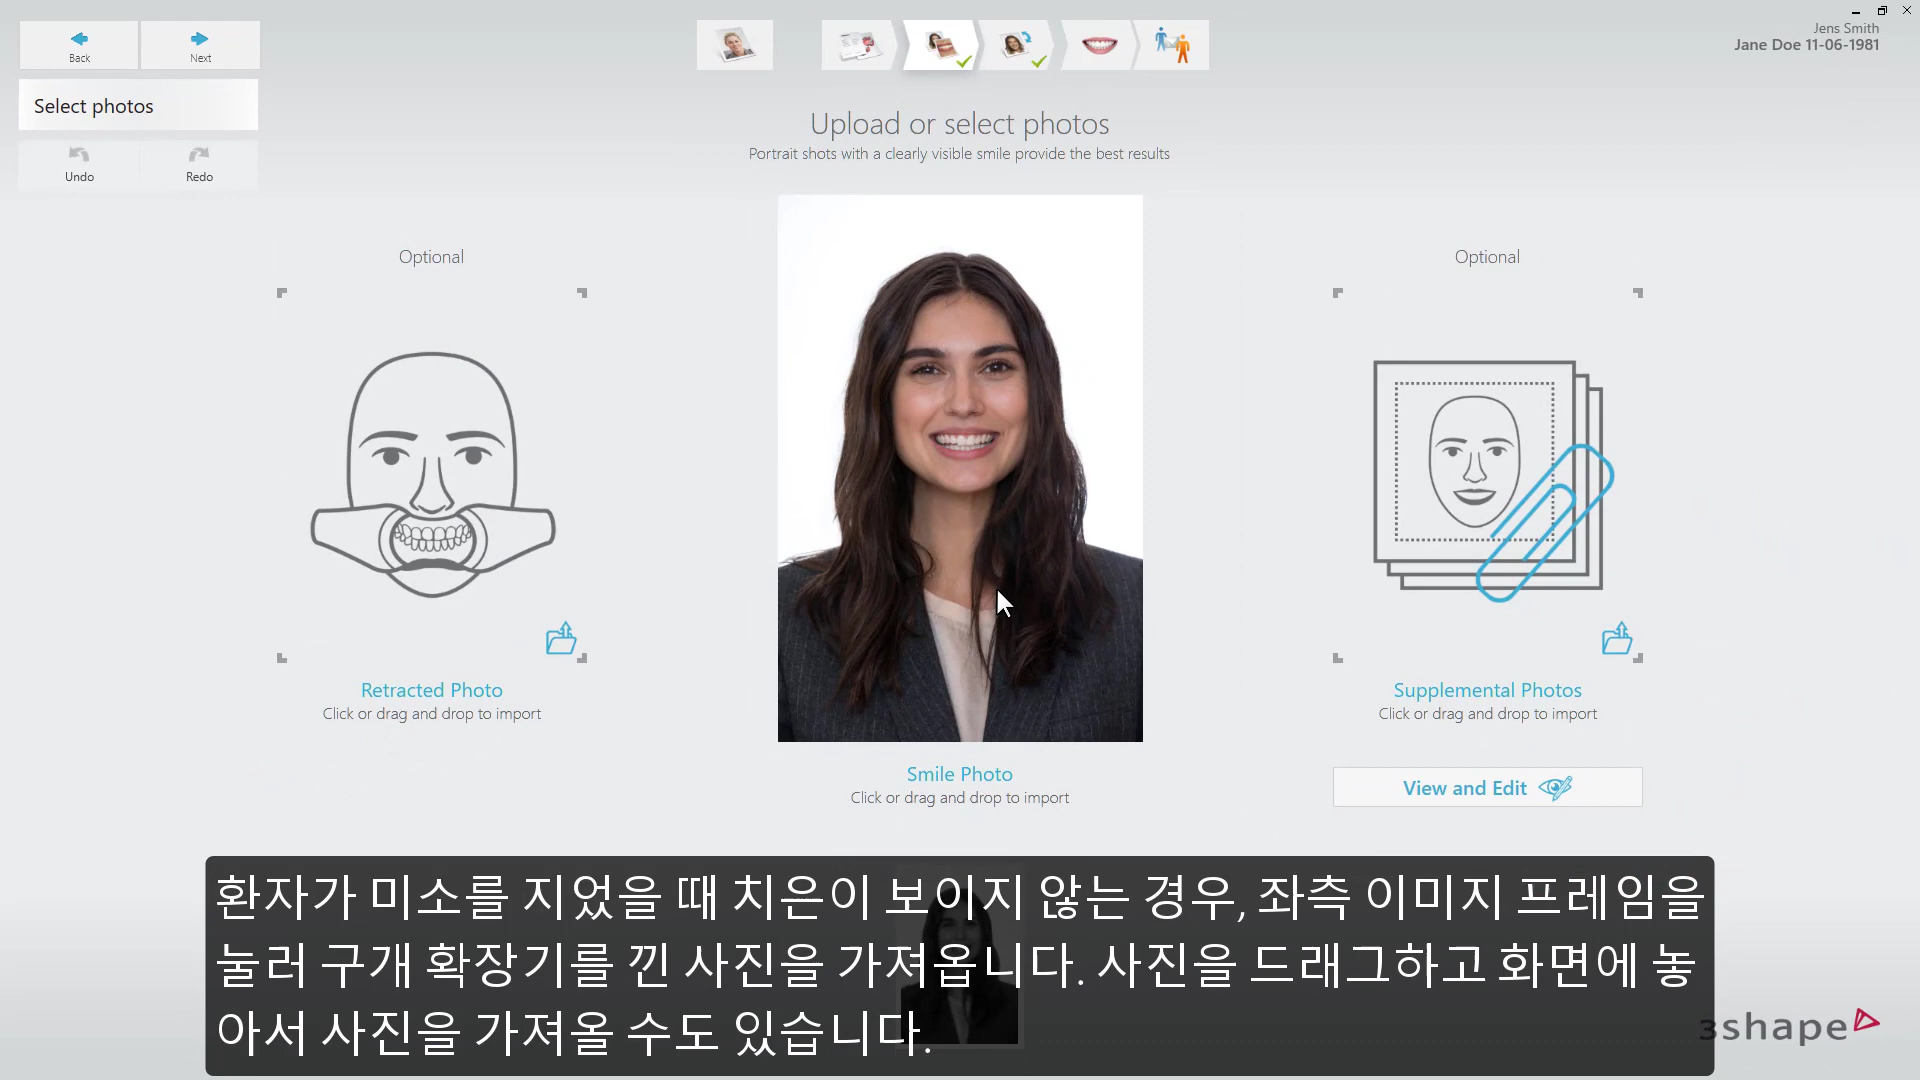 Back
Next
Jens Smith
Jane Doe 11-06-1981
Select photos
Undo
Redo
Upload or select photos
Portrait shots with a clearly visible smile provide the best results
Optional
Optional
Retracted Photo
Click or drag and drop to import
Smile Photo
Click or drag and drop to import
Supplemental Photos
Click or drag and drop to import
View and Edit
환자가 미소를 지었을 때 치은이 보이지 않는 경우, 좌측 이미지 프레임을
눌러 구개 확장기를 낀 사진을 가져옵니다. 사진을 드래그하고 화면에 놓
아서 사진을 가져올 수도 있습니다.
3shape